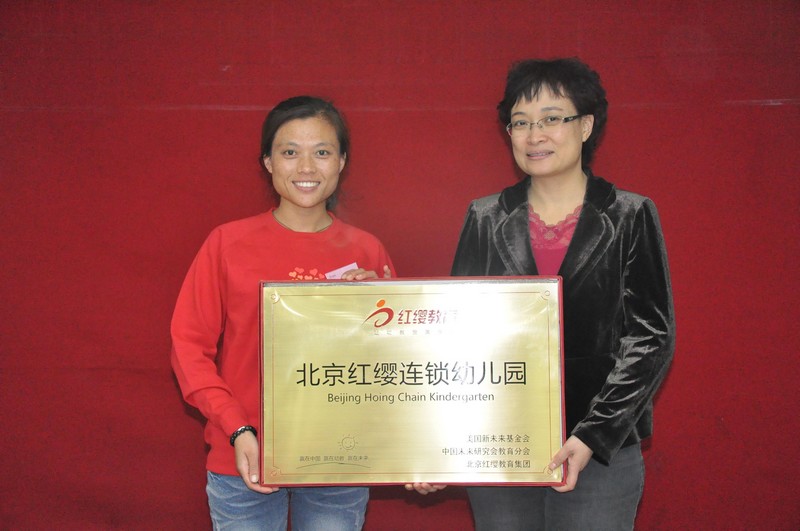 红缨教育
北京红缨连锁幼儿园
Beijing Hoing Chain Kindergarten
美国新未来基金会
中国未来研究会教育分会
北京红缨教育集团